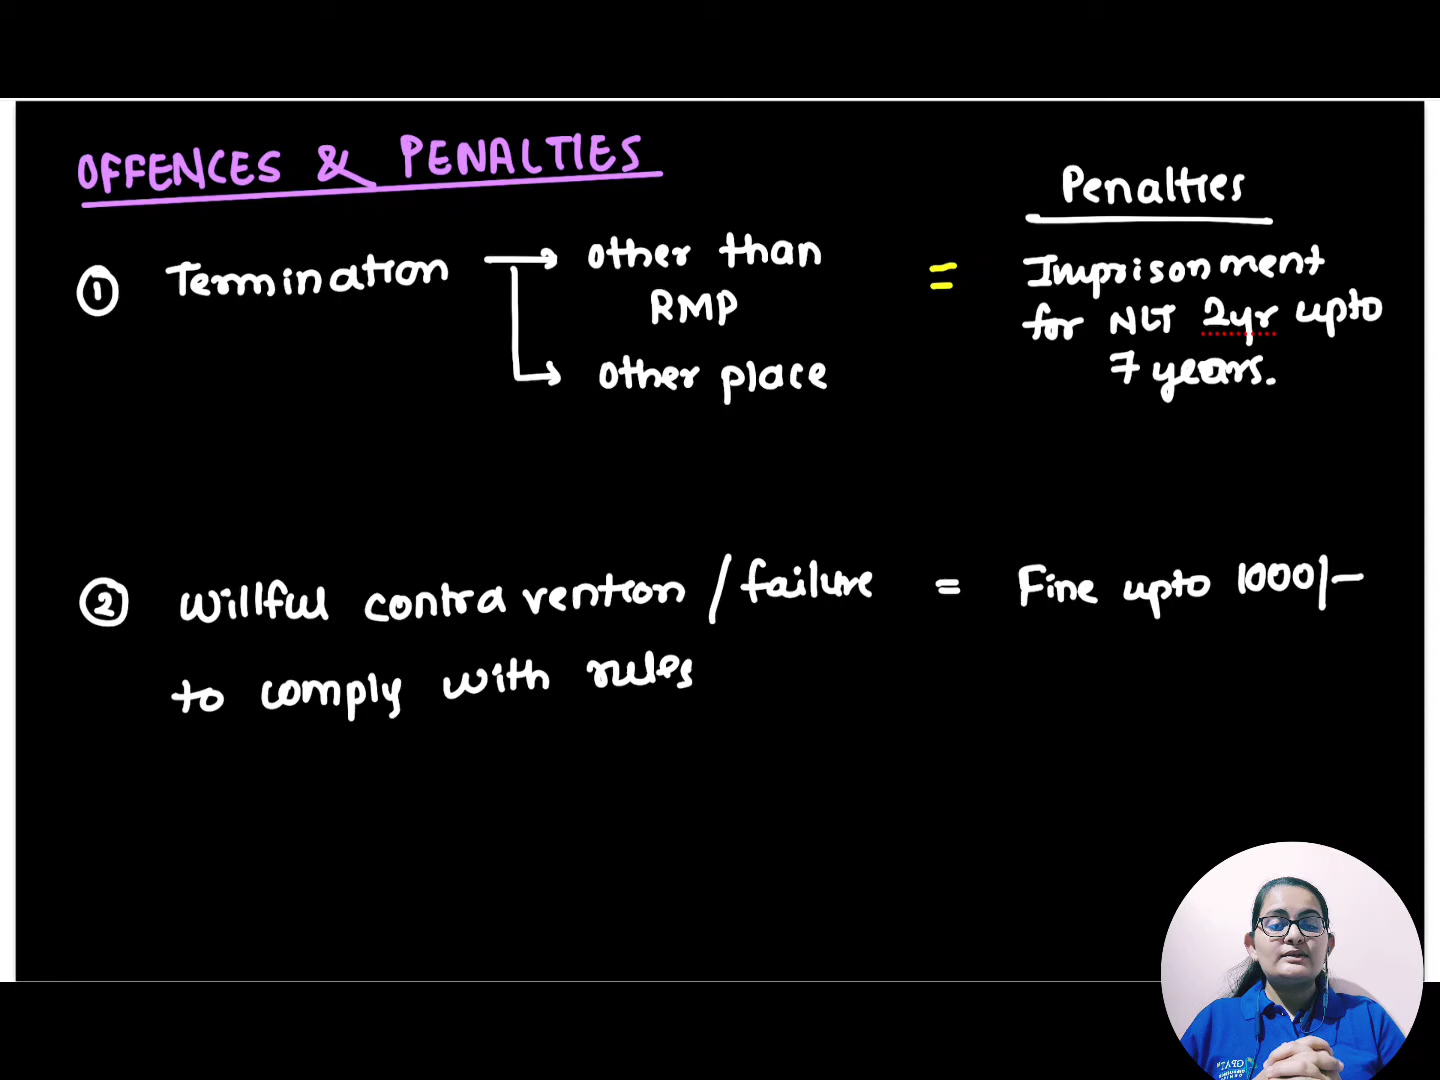 OFFENCES & PENALTIES
Penalties
① Termination → other than = Imprisonment
RMP for NLT 2yr upto
→ other place 7 years.
② Willful contravention / failure = Fine upto 1000/-
to comply with rules
GPAT